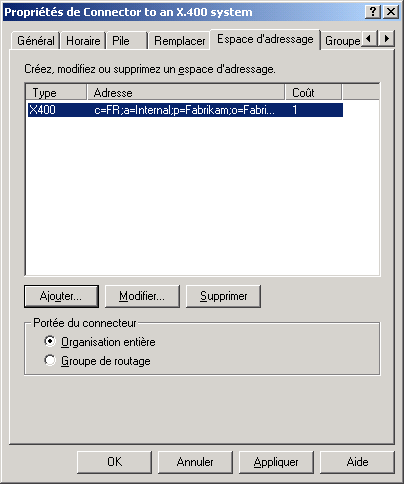 Propriétés de Connector to an X.400 system
Général Horaire Pile Remplacer Espace d'adressage Groupe
Créez, modifiez ou supprimez un espace d'adressage.
Type Adresse Coût
X400 c=FR;a=Internal;p=Fabrikam;o=Fabri... 1
Ajouter... Modifier... Supprimer
Portée du connecteur
Organisation entière
Groupe de routage
OK Annuler Appliquer Aide